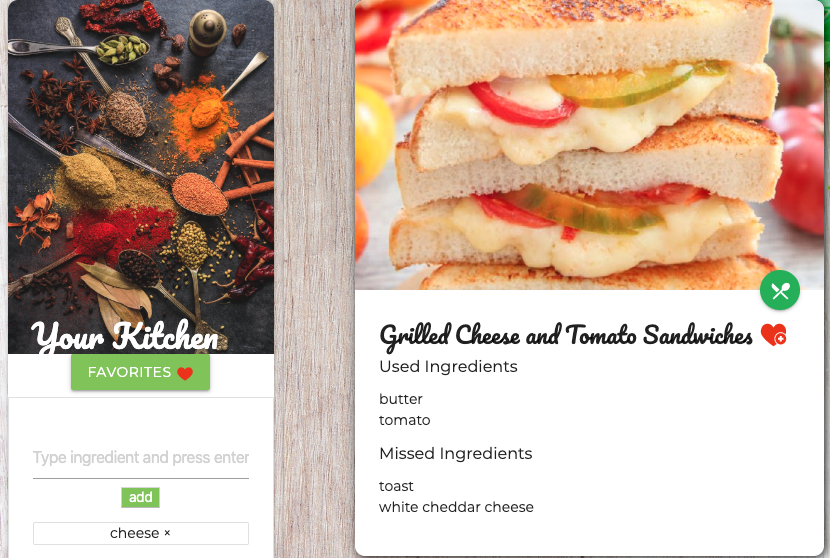 Your Kitchen
FAVORITES
Type ingredient and press enter
add
cheese ×
Grilled Cheese and Tomato Sandwiches
Used Ingredients
butter
tomato
Missed Ingredients
toast
white cheddar cheese